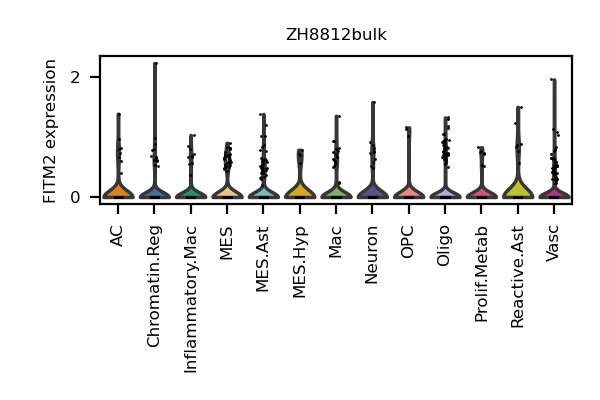 ZH8812bulk
FITM2 expression
2
0
AC
Chromatin.Reg
Inflammatory.Mac
MES
MES.Ast
MES.Hyp
Mac
Neuron
OPC
Oligo
Prolif.Metab
Reactive.Ast
Vasc